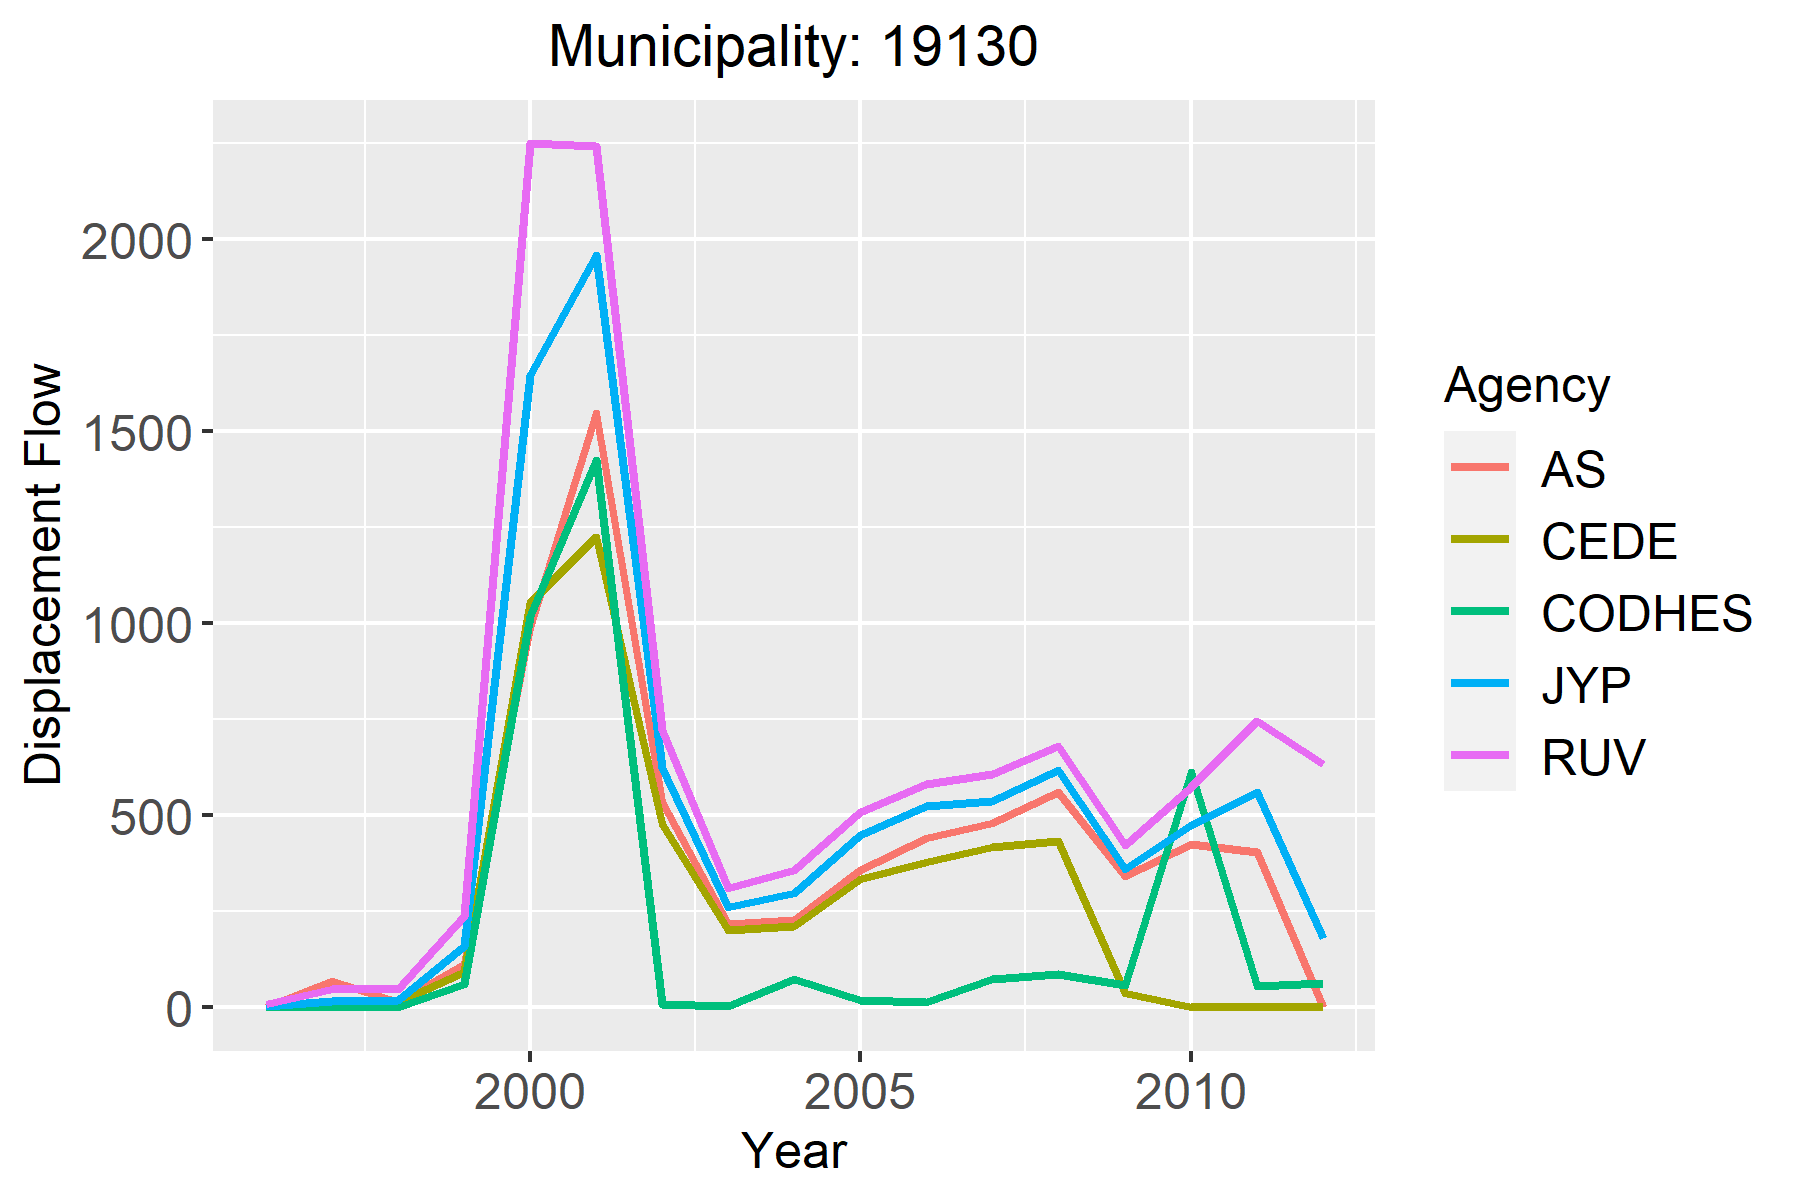 Municipality: 19130
Displacement Flow
2000
1500
1000
500
0
2000 2005 2010
Year
Agency
AS
CEDE
CODHES
JYP
RUV